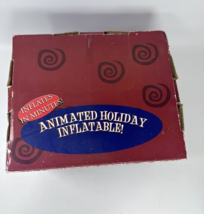 INFLATES
IN MINUTES!
ANIMATED HOLIDAY
INFLATABLE!